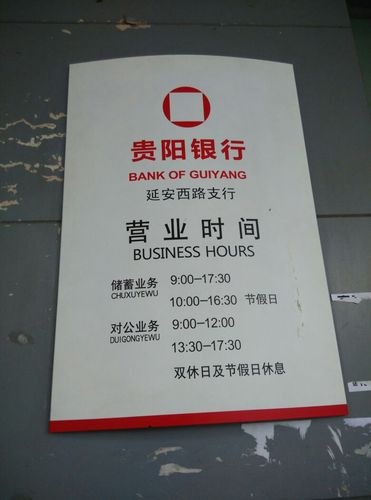 贵阳银行
BANK OF GUIYANG
延安西路支行
营业时间
BUSINESS HOURS
储蓄业务 9:00-17:30
CHUXUYEWU
10:00-16:30 节假日
对公业务 9:00-12:00
DUIGONGYEWU
13:30-17:30
双休日及节假日休息